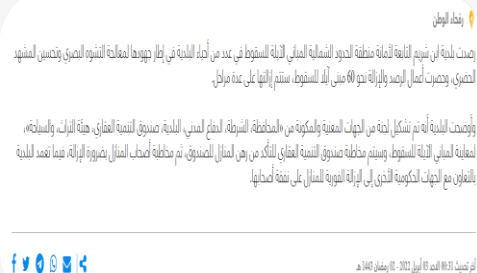 رفحاء الوطن
رصدت بلدية ابن شريم التابعة لأمانة منطقة الحدود الشمالية المباني الآيلة للسقوط في عدد من أحياء البلدية في إطار جهودها لمعالجة التشوه البصري وتحسين المشهد
الحضري، وحصرت أعمال الرصد والإزالة نحو 60 مبنى آيلا للسقوط، ستتم إزالتها على عدة مراحل.
وأوضحت البلدية أنه تم تشكيل لجنة من الجهات المعنية والمكونة من «المحافظة، الشرطة، الدفاع المدني، البلدية، صندوق التنمية العقاري، هيئة التراث، والسياحة»،
لمعاينة المباني الآيلة للسقوط، وسيتم مخاطبة صندوق التنمية العقاري للتأكد من رهن المنازل للصندوق، ثم مخاطبة أصحاب المنازل بضرورة الإزالة، فيما تعمد البلدية
بالتعاون مع الجهات الحكومية الأخرى إلى الإزالة الفورية للمنازل على نفقة أصحابها.
آخر تحديث 00:31 الاحد 03 أبريل 2022 - 02 رمضان 1443 هـ